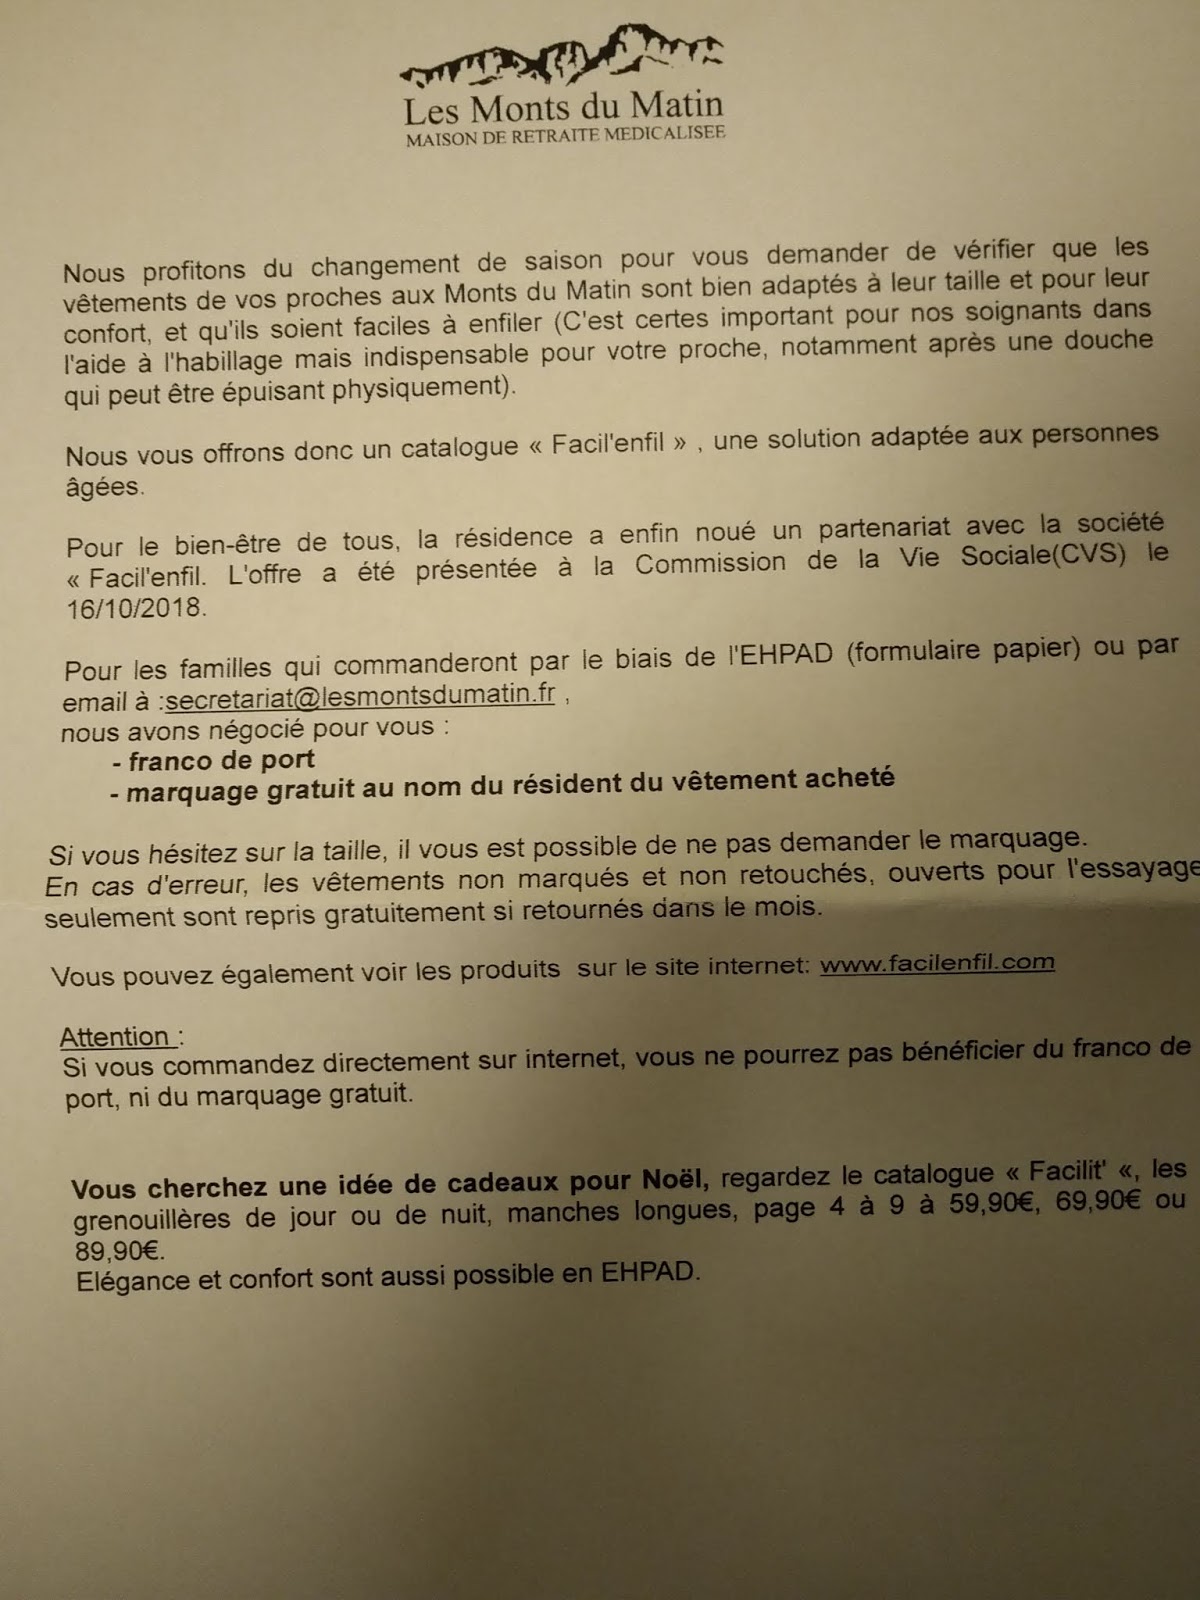 Les Monts du Matin
MAISON DE RETRAITE MEDICALISEE
Nous profitons du changement de saison pour vous demander de vérifier que les
vêtements de vos proches aux Monts du Matin sont bien adaptés à leur taille et pour leur
confort, et qu'ils soient faciles à enfiler (C'est certes important pour nos soignants dans
l'aide à l'habillage mais indispensable pour votre proche, notamment après une douche
qui peut être épuisant physiquement).
Nous vous offrons donc un catalogue « Facil'enfil » , une solution adaptée aux personnes
âgées.
Pour le bien-être de tous, la résidence a enfin noué un partenariat avec la société
« Facil'enfil. L'offre a été présentée à la Commission de la Vie Sociale(CVS) le
16/10/2018.
Pour les familles qui commanderont par le biais de l'EHPAD (formulaire papier) ou par
email à :secretariat@lesmontsdumatin.fr ,
nous avons négocié pour vous :
- franco de port
- marquage gratuit au nom du résident du vêtement acheté
Si vous hésitez sur la taille, il vous est possible de ne pas demander le marquage.
En cas d'erreur, les vêtements non marqués et non retouchés, ouverts pour l'essayage
seulement sont repris gratuitement si retournés dans le mois.
Vous pouvez également voir les produits sur le site internet: www.facilenfil.com
Attention :
Si vous commandez directement sur internet, vous ne pourrez pas bénéficier du franco de
port, ni du marquage gratuit.
Vous cherchez une idée de cadeaux pour Noël, regardez le catalogue « Facilit' «, les
grenouillères de jour ou de nuit, manches longues, page 4 à 9 à 59,90€, 69,90€ ou
89,90€.
Elégance et confort sont aussi possible en EHPAD.